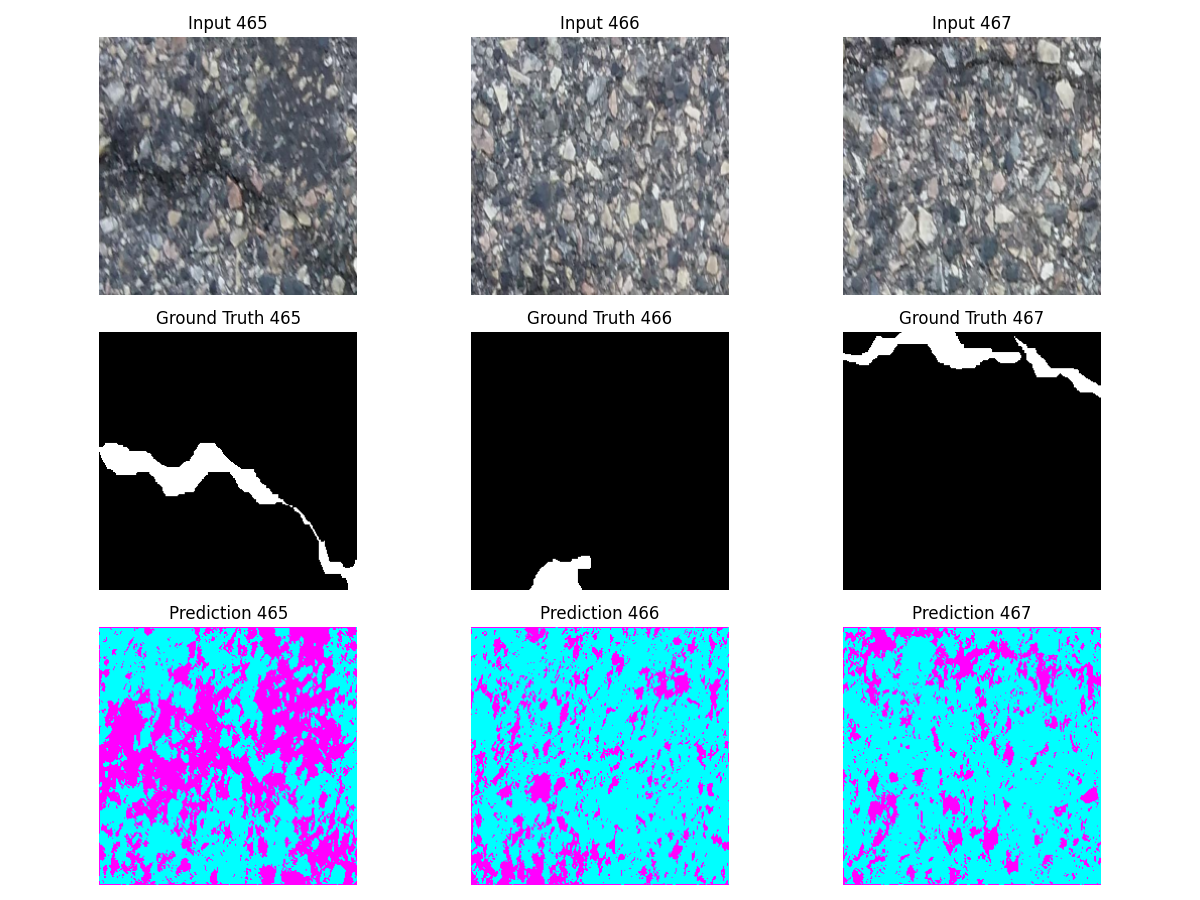 Input 465
Input 466
Input 467
Ground Truth 465
Ground Truth 466
Ground Truth 467
Prediction 465
Prediction 466
Prediction 467